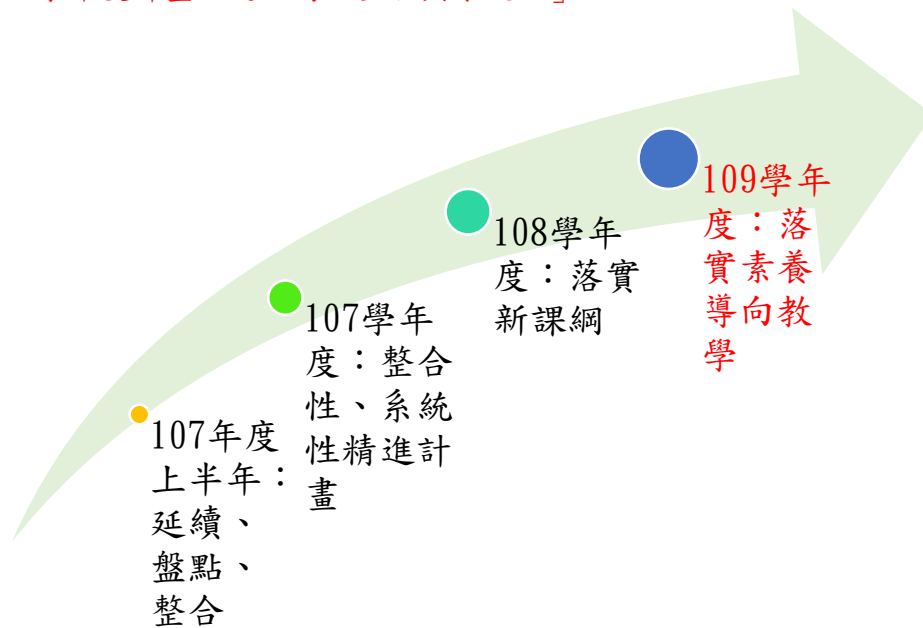 107年度
上半年：
延續、
盤點、
整合
107學年
度：整合
性、系統
性精進計
畫
108學年
度：落實
新課綱
109學年
度：落
實素養
導向教
學